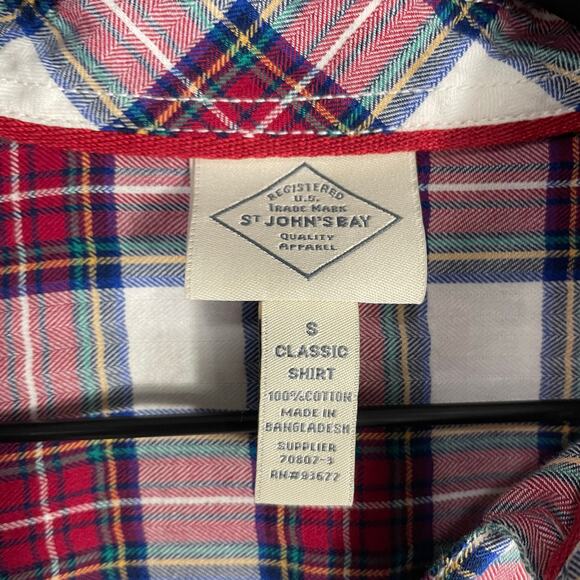 REGISTERED
U.S.
TRADE MARK
ST JOHN'S BAY
QUALITY
APPAREL
S
CLASSIC
SHIRT
100% COTTON
MADE IN
BANGLADESH
SUPPLIER
70807-3
RN#93677